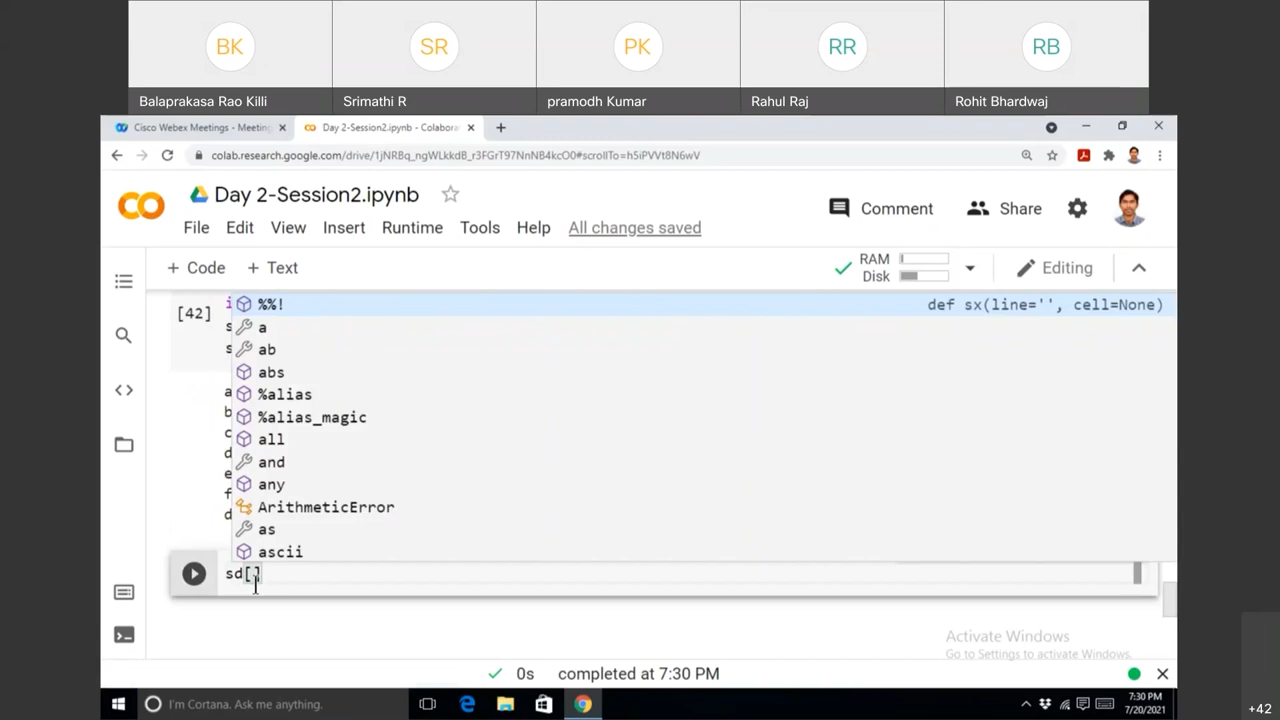 BK
SR
PK
RR
RB
Balaprakasa Rao Killi
Srimathi R
pramodh Kumar
Rahul Raj
Rohit Bhardwaj
Cisco Webex Meetings - Meeting
Day 2-Session2.ipynb - Colabora
colab.research.google.com/drive/1jNRBq_ngWLkkdB_r3FGrT97NnNB4kcO0#scrollTo=h5iPVVt8N6wV
Day 2-Session2.ipynb
Comment
Share
File Edit View Insert Runtime Tools Help All changes saved
+ Code + Text
RAM
Disk
Editing
[42]
i
s
s
a
b
c
d
e
f
d
%%! def sx(line='', cell=None)
a
ab
abs
%alias
%alias_magic
all
and
any
ArithmeticError
as
ascii
sd[]
Activate Windows
Go to Settings to activate Windows.
0s completed at 7:30 PM
I'm Cortana. Ask me anything.
7:30 PM
7/20/2021
+42